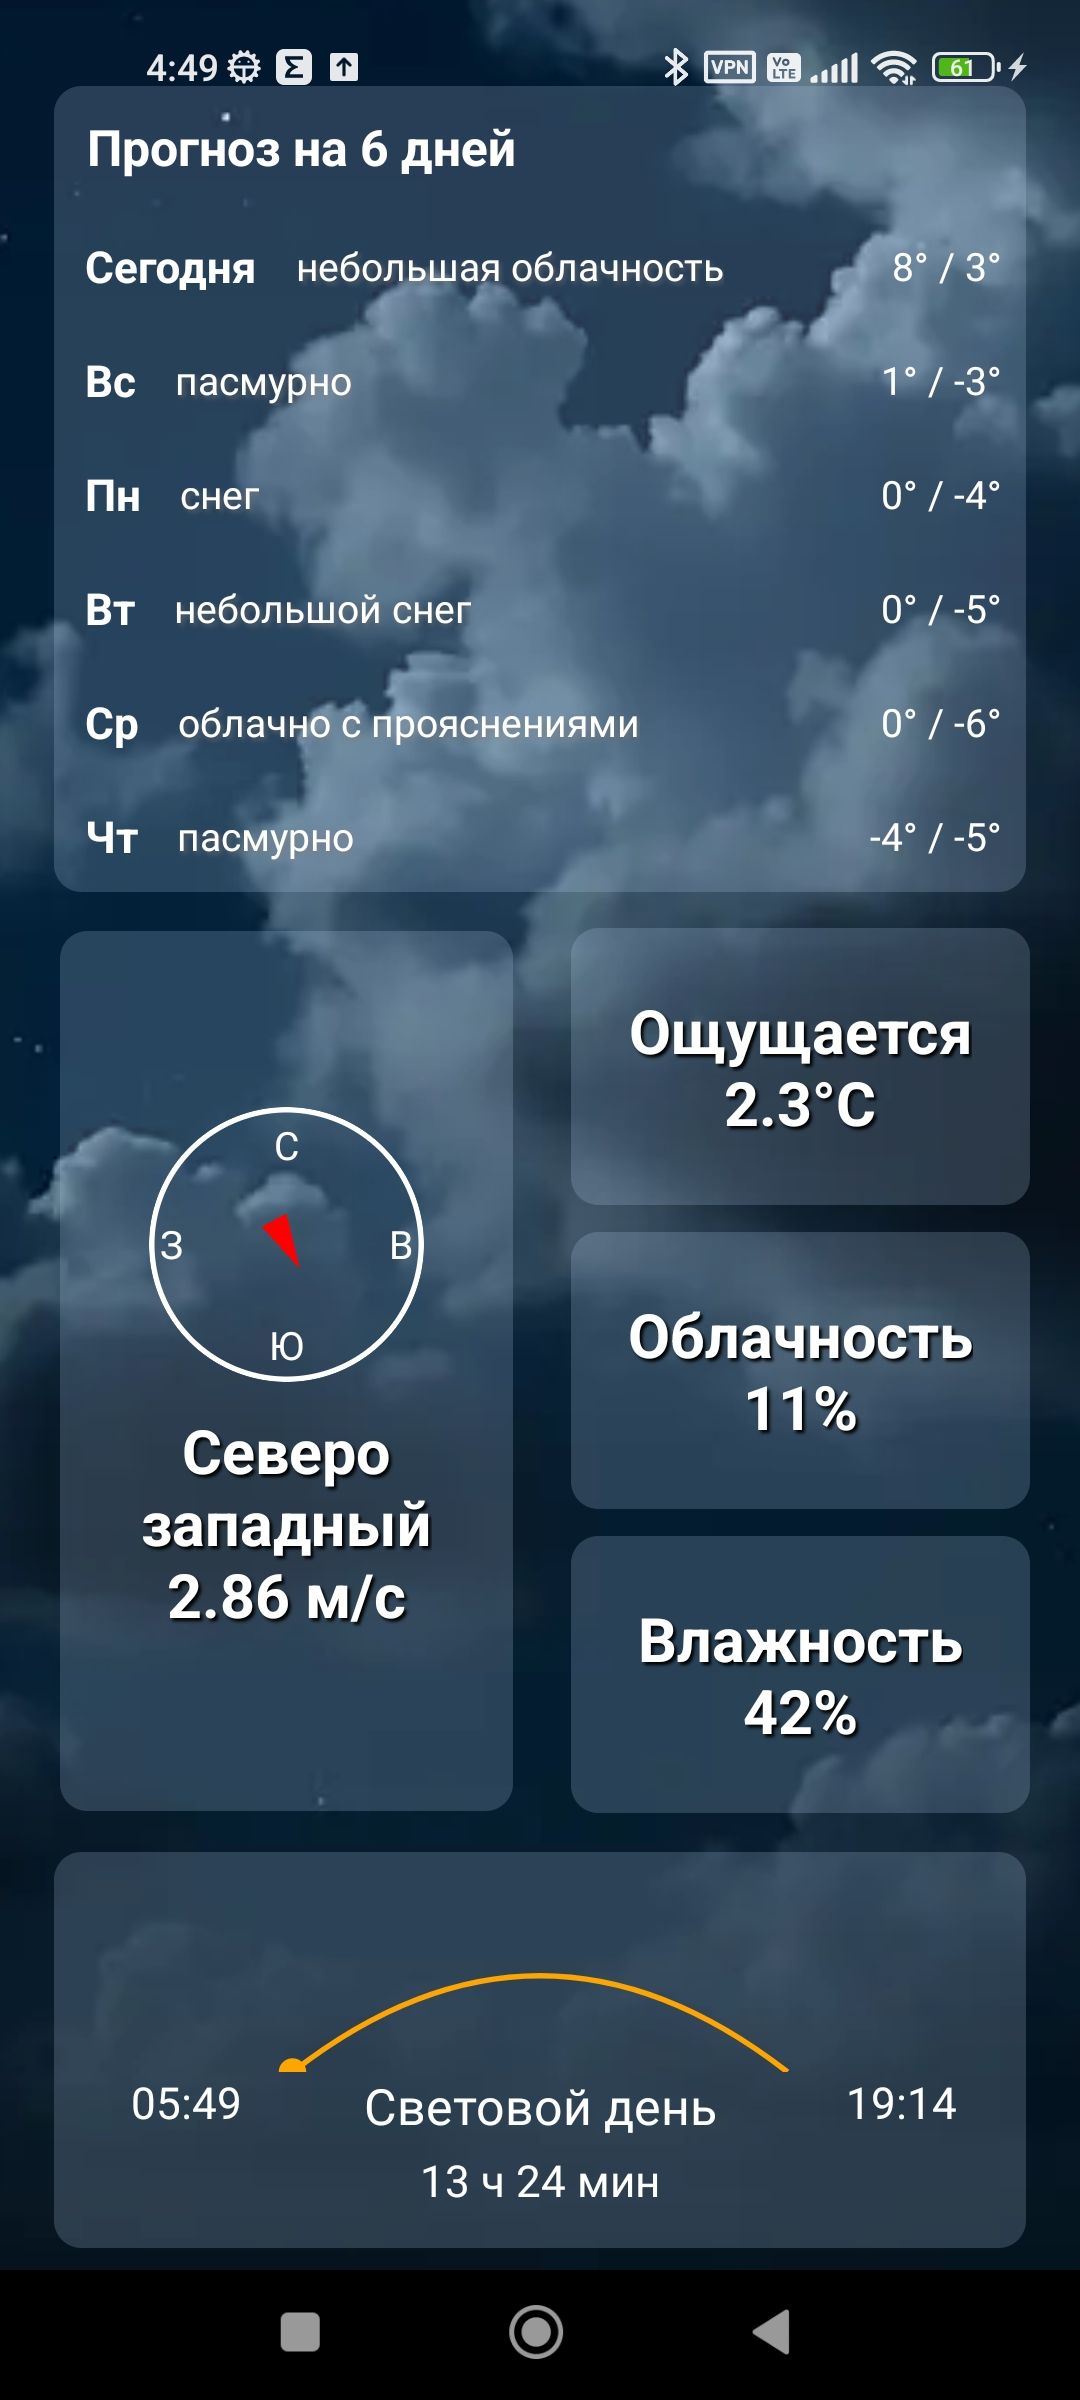 4:49 Σ VPN Vo LTE 61
Прогноз на 6 дней
Сегодня небольшая облачность 8° / 3°
Вс пасмурно 1° / -3°
Пн снег 0° / -4°
Вт небольшой снег 0° / -5°
Ср облачно с прояснениями 0° / -6°
Чт пасмурно -4° / -5°
С
З В
Ю
Северо
западный
2.86 м/с
Ощущается
2.3°C
Облачность
11%
Влажность
42%
05:49 Световой день 19:14
13 ч 24 мин